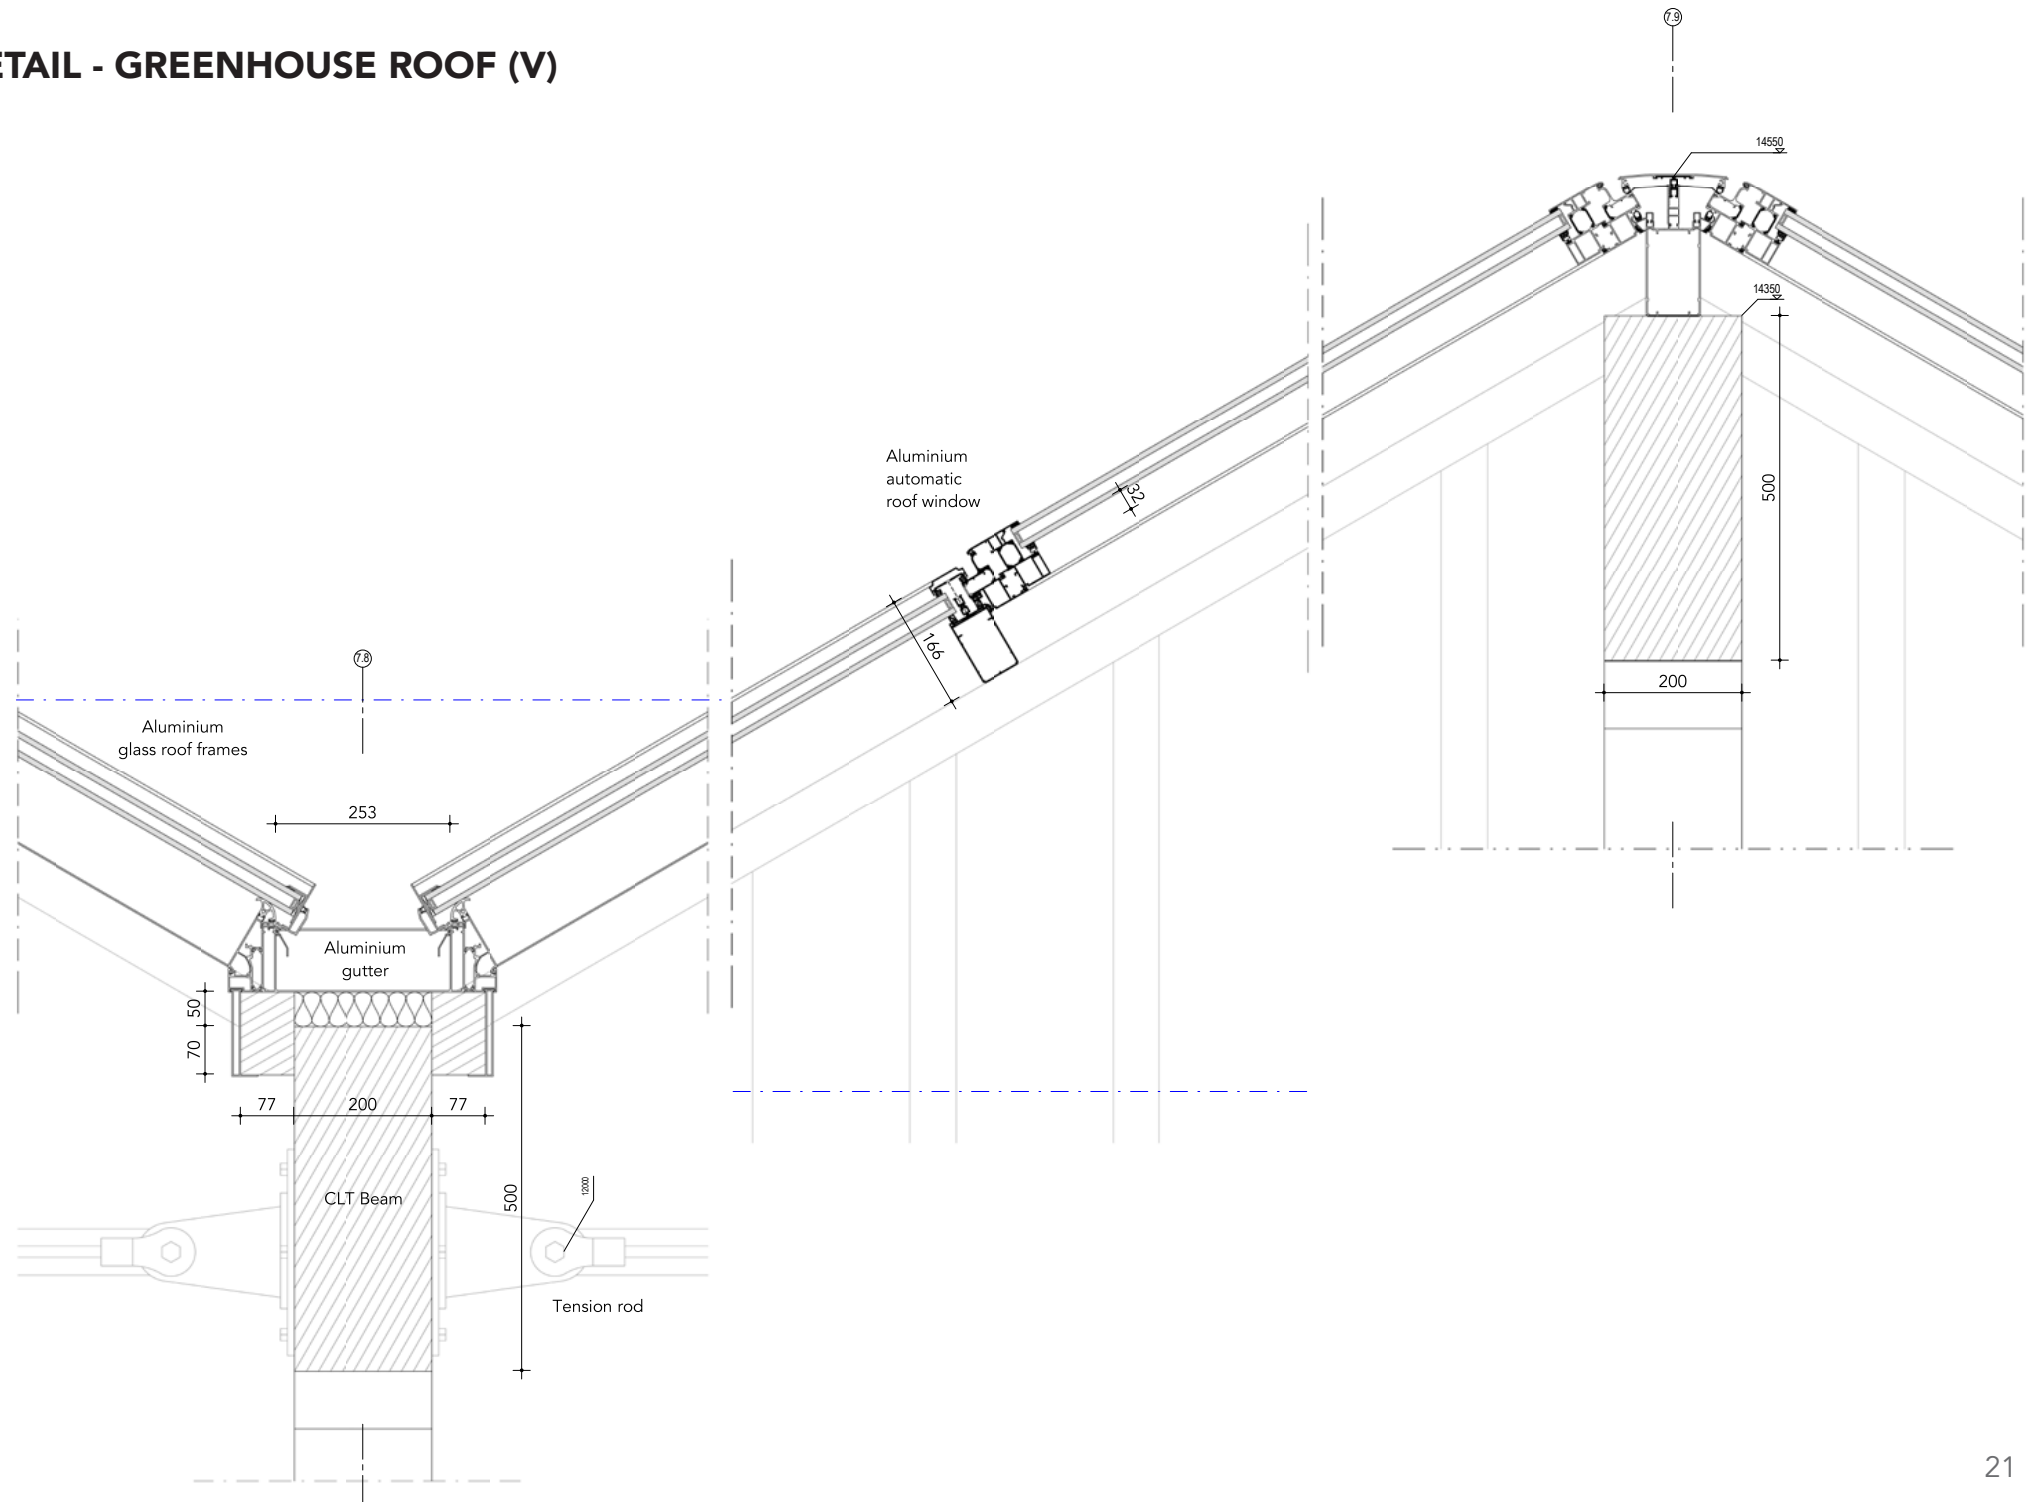 ETAIL - GREENHOUSE ROOF (V)
7.9
14550
14350
500
200
Aluminium
automatic
roof window
32
166
7.8
Aluminium
glass roof frames
253
Aluminium
gutter
50
70
77
200
77
CLT Beam
500
12000
Tension rod
21